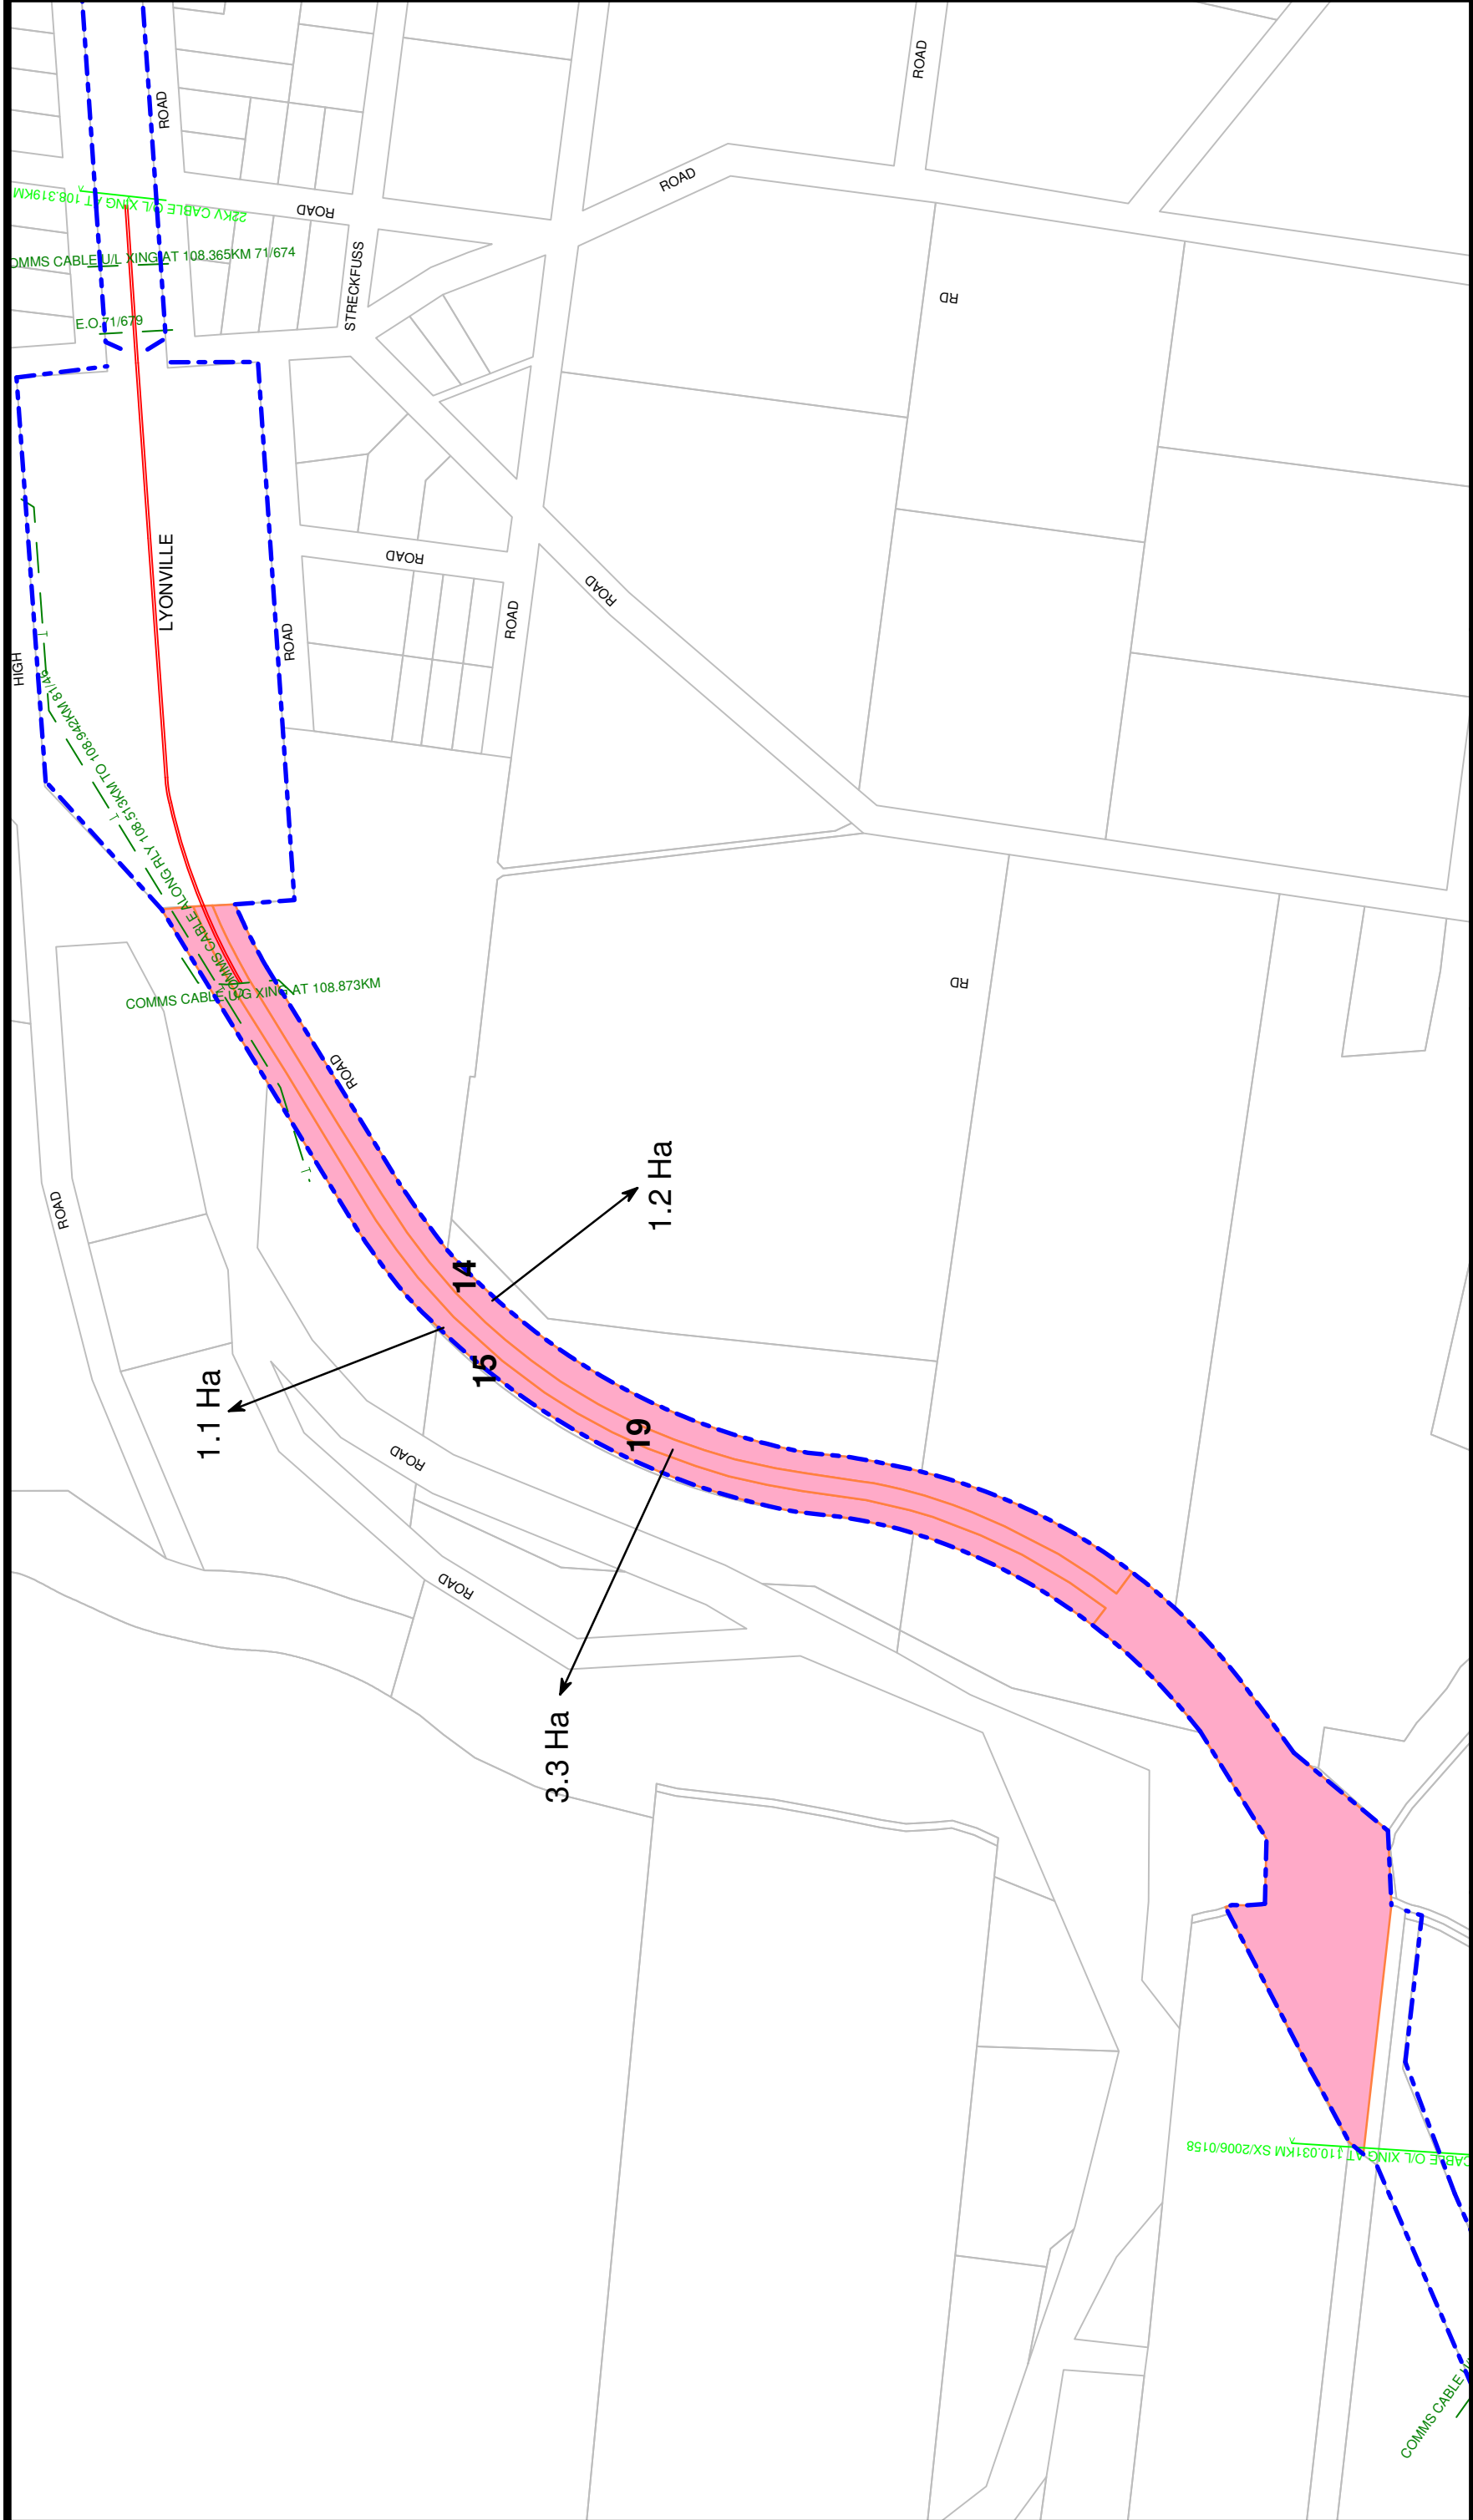 ROAD
ROAD
22KV CABLE O/L XING AT 108.319KM
ROAD
ROAD
OMMS CABLE U/L XING AT 108.365KM 71/674
STRECKFUSS
RD
E.O.71/679
LYONVILLE
ROAD
ROAD
ROAD
ROAD
HIGH
COMMS CABLE ALONG RLY 108.513KM TO 108.942KM 81/46
RD
COMMS CABLE U/G XING AT 108.873KM
ROAD
ROAD
1.2 Ha
14
15
1.1 Ha
19
ROAD
ROAD
3.3 Ha
CABLE O/L XING AT 110.031KM SX/2006/0158
COMMS CABLE